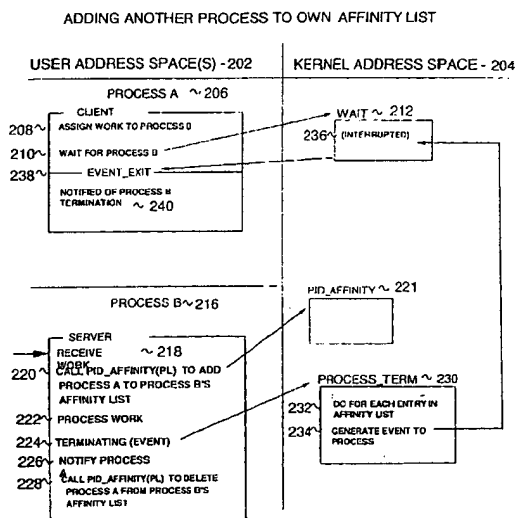 ADDING ANOTHER PROCESS TO OWN AFFINITY LIST
USER ADDRESS SPACE(S) - 202
KERNEL ADDRESS SPACE - 204
PROCESS A ~ 206
CLIENT
208~ ASSIGN WORK TO PROCESS B
210~ WAIT FOR PROCESS B
238~ EVENT_EXIT
NOTIFIED OF PROCESS B
TERMINATION ~ 240
WAIT ~ 212
236~ (INTERRUPTED)
PROCESS B~216
PID_AFFINITY ~ 221
SERVER
RECEIVE ~ 218
WORK
220~ CALL PID_AFFINITY(PL) TO ADD
PROCESS A TO PROCESS B'S
AFFINITY LIST
222~ PROCESS WORK
224~ TERMINATING (EVENT)
226~ NOTIFY PROCESS
A
228~ CALL PID_AFFINITY(PL) TO DELETE
PROCESS A FROM PROCESS B'S
AFFINITY LIST
PROCESS_TERM ~ 230
232~ DO FOR EACH ENTRY IN
AFFINITY LIST
234~ GENERATE EVENT TO
PROCESS